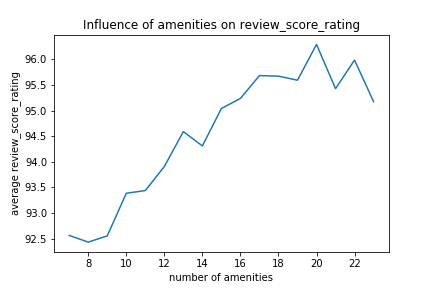 Influence of amenities on review_score_rating
96.0
95.5
95.0
94.5
94.0
93.5
93.0
92.5
average review_score_rating
8 10 12 14 16 18 20 22
number of amenities